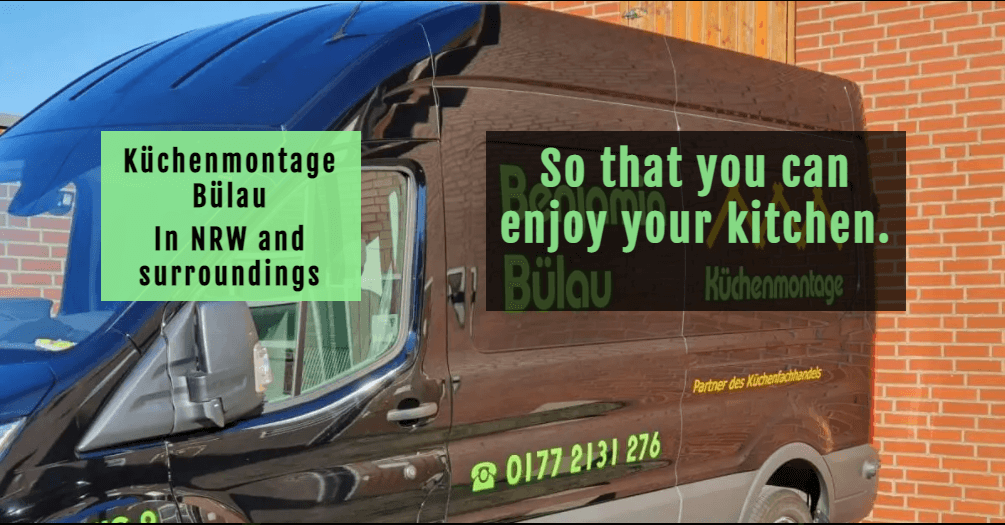 Küchenmontage
Bülau
In NRW and
surroundings
So that you can
enjoy your kitchen.
Benjamin
Bülau
Küchenmontage
Partner des Küchenfachhandels
☎ 0177 2131 276